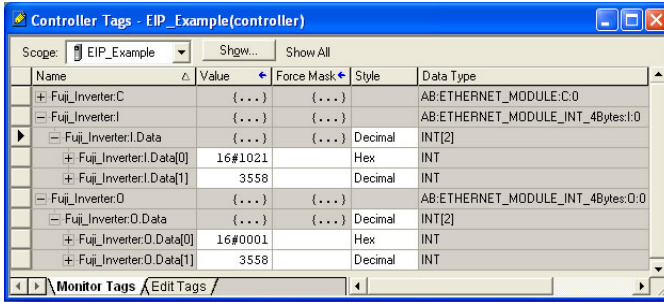 Controller Tags - EIP_Example(controller)
Scope: EIP_Example Show... Show All
Name Value Force Mask Style Data Type
Fuji_Inverter:C {...} {...} AB:ETHERNET_MODULE:C:0
Fuji_Inverter:I {...} {...} AB:ETHERNET_MODULE_INT_4Bytes:I:0
Fuji_Inverter:I.Data {...} {...} Decimal INT[2]
Fuji_Inverter:I.Data[0] 16#1021 Hex INT
Fuji_Inverter:I.Data[1] 3558 Decimal INT
Fuji_Inverter:O {...} {...} AB:ETHERNET_MODULE_INT_4Bytes:O:0
Fuji_Inverter:O.Data {...} {...} Decimal INT[2]
Fuji_Inverter:O.Data[0] 16#0001 Hex INT
Fuji_Inverter:O.Data[1] 3558 Decimal INT
Monitor Tags Edit Tags